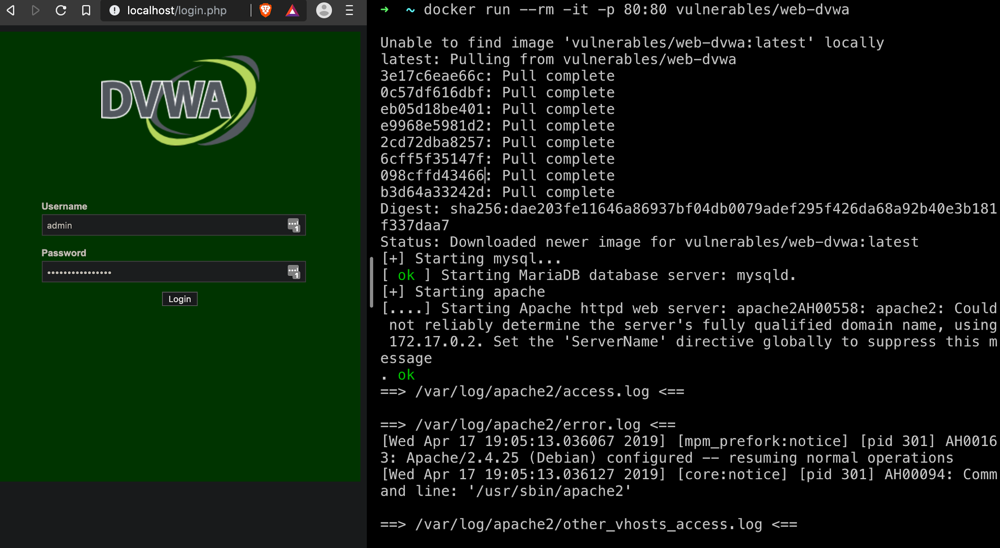 localhost/login.php
DVWA
Username
admin
1
Password
••••••••••••••••
1
Login
➜ ~ docker run --rm -it -p 80:80 vulnerables/web-dvwa
Unable to find image 'vulnerables/web-dvwa:latest' locally
latest: Pulling from vulnerables/web-dvwa
3e17c6eae66c: Pull complete
0c57df616dbf: Pull complete
eb05d18be401: Pull complete
e9968e5981d2: Pull complete
2cd72dba8257: Pull complete
6cff5f35147f: Pull complete
098cffd43466: Pull complete
b3d64a33242d: Pull complete
Digest: sha256:dae203fe11646a86937bf04db0079adef295f426da68a92b40e3b181
f337daa7
Status: Downloaded newer image for vulnerables/web-dvwa:latest
[+] Starting mysql...
[ ok ] Starting MariaDB database server: mysqld.
[+] Starting apache
[....] Starting Apache httpd web server: apache2AH00558: apache2: Could
not reliably determine the server's fully qualified domain name, using
172.17.0.2. Set the 'ServerName' directive globally to suppress this m
essage
. ok
==> /var/log/apache2/access.log <==
==> /var/log/apache2/error.log <==
[Wed Apr 17 19:05:13.036067 2019] [mpm_prefork:notice] [pid 301] AH0016
3: Apache/2.4.25 (Debian) configured -- resuming normal operations
[Wed Apr 17 19:05:13.036127 2019] [core:notice] [pid 301] AH00094: Comm
and line: '/usr/sbin/apache2'
==> /var/log/apache2/other_vhosts_access.log <==